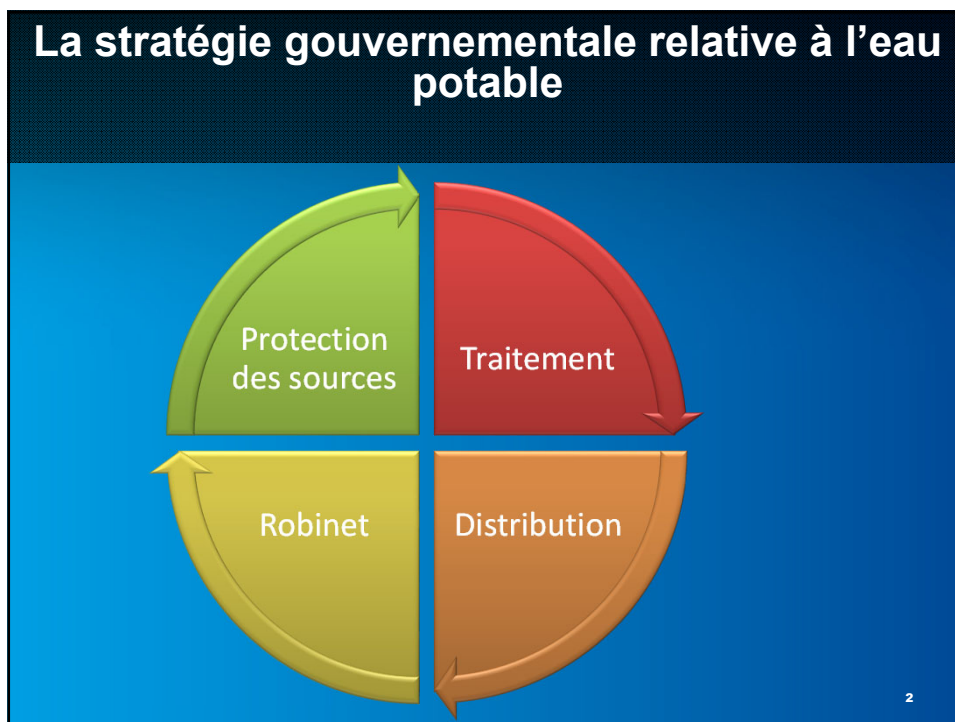 La stratégie gouvernementale relative à l’eau
potable
Protection
des sources
Traitement
Robinet
Distribution
2